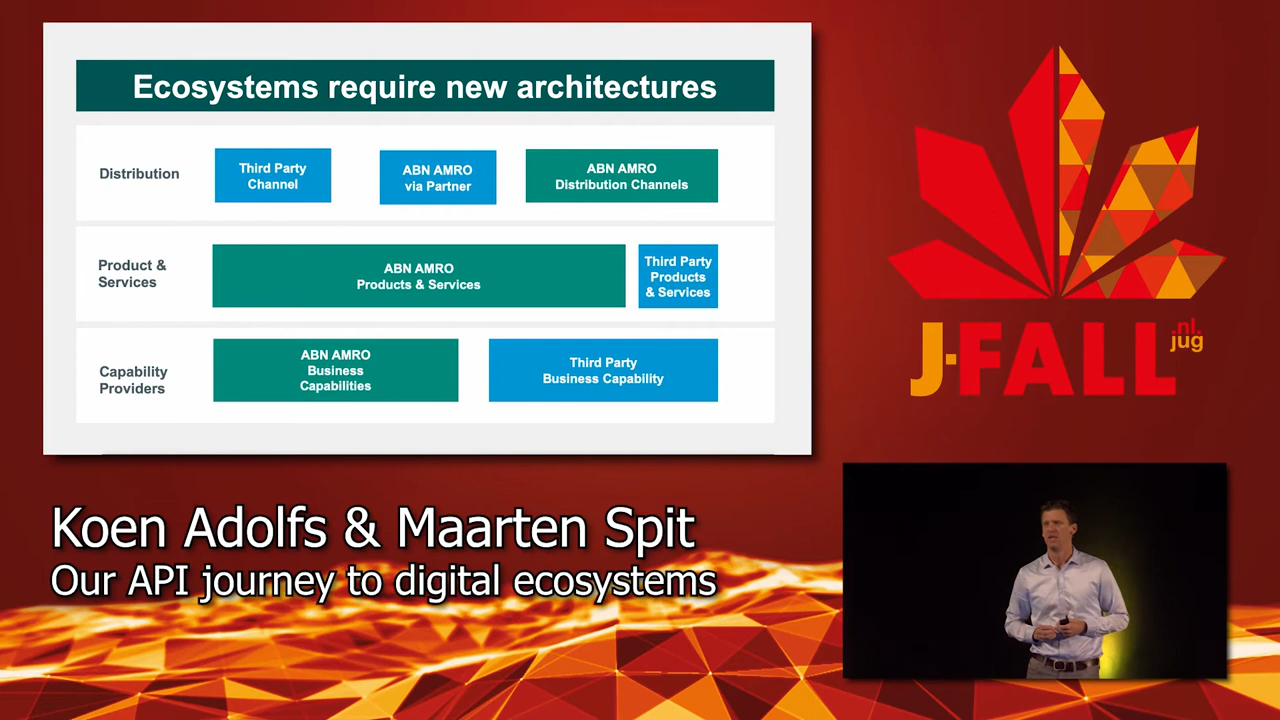 Ecosystems require new architectures
Distribution
Third Party
Channel
ABN AMRO
via Partner
ABN AMRO
Distribution Channels
Product &
Services
ABN AMRO
Products & Services
Third Party
Products
& Services
Capability
Providers
ABN AMRO
Business
Capabilities
Third Party
Business Capability
J-FALL
.nl
jug
Koen Adolfs & Maarten Spit
Our API journey to digital ecosystems